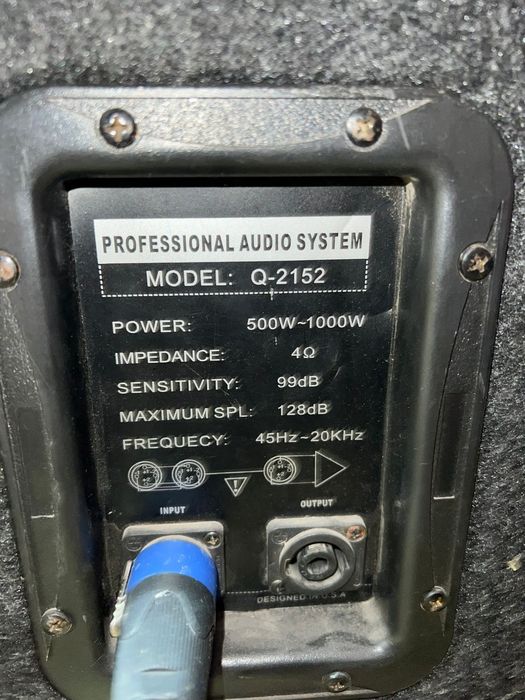 PROFESSIONAL AUDIO SYSTEM
MODEL: Q-2152
POWER: 500W~1000W
IMPEDANCE: 4Ω
SENSITIVITY: 99dB
MAXIMUM SPL: 128dB
FREQUECY: 45Hz~20KHz
INPUT OUTPUT
DESIGNED IN U.S.A